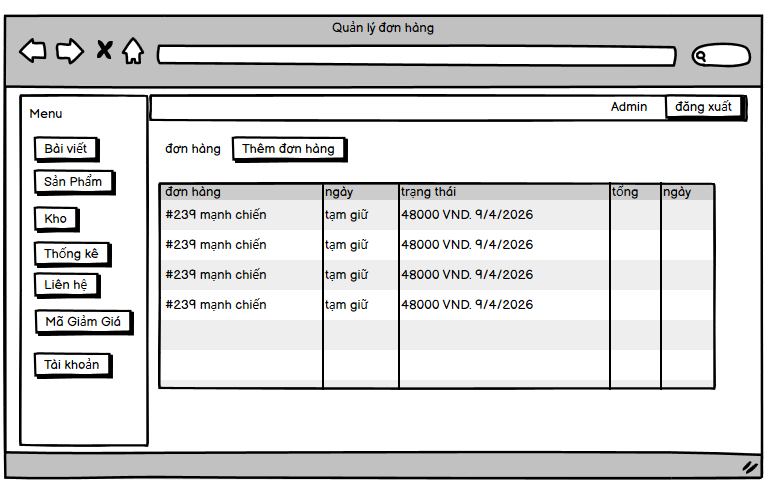 Quản lý đơn hàng
Admin đăng xuất
Menu
Bài viết
Sản Phẩm
Kho
Thống kê
Liên hệ
Mã Giảm Giá
Tài khoản
đơn hàng Thêm đơn hàng
đơn hàng ngày trạng thái tổng ngày
#239 mạnh chiến tạm giữ 48000 VND. 9/4/2026
#239 mạnh chiến tạm giữ 48000 VND. 9/4/2026
#239 mạnh chiến tạm giữ 48000 VND. 9/4/2026
#239 mạnh chiến tạm giữ 48000 VND. 9/4/2026